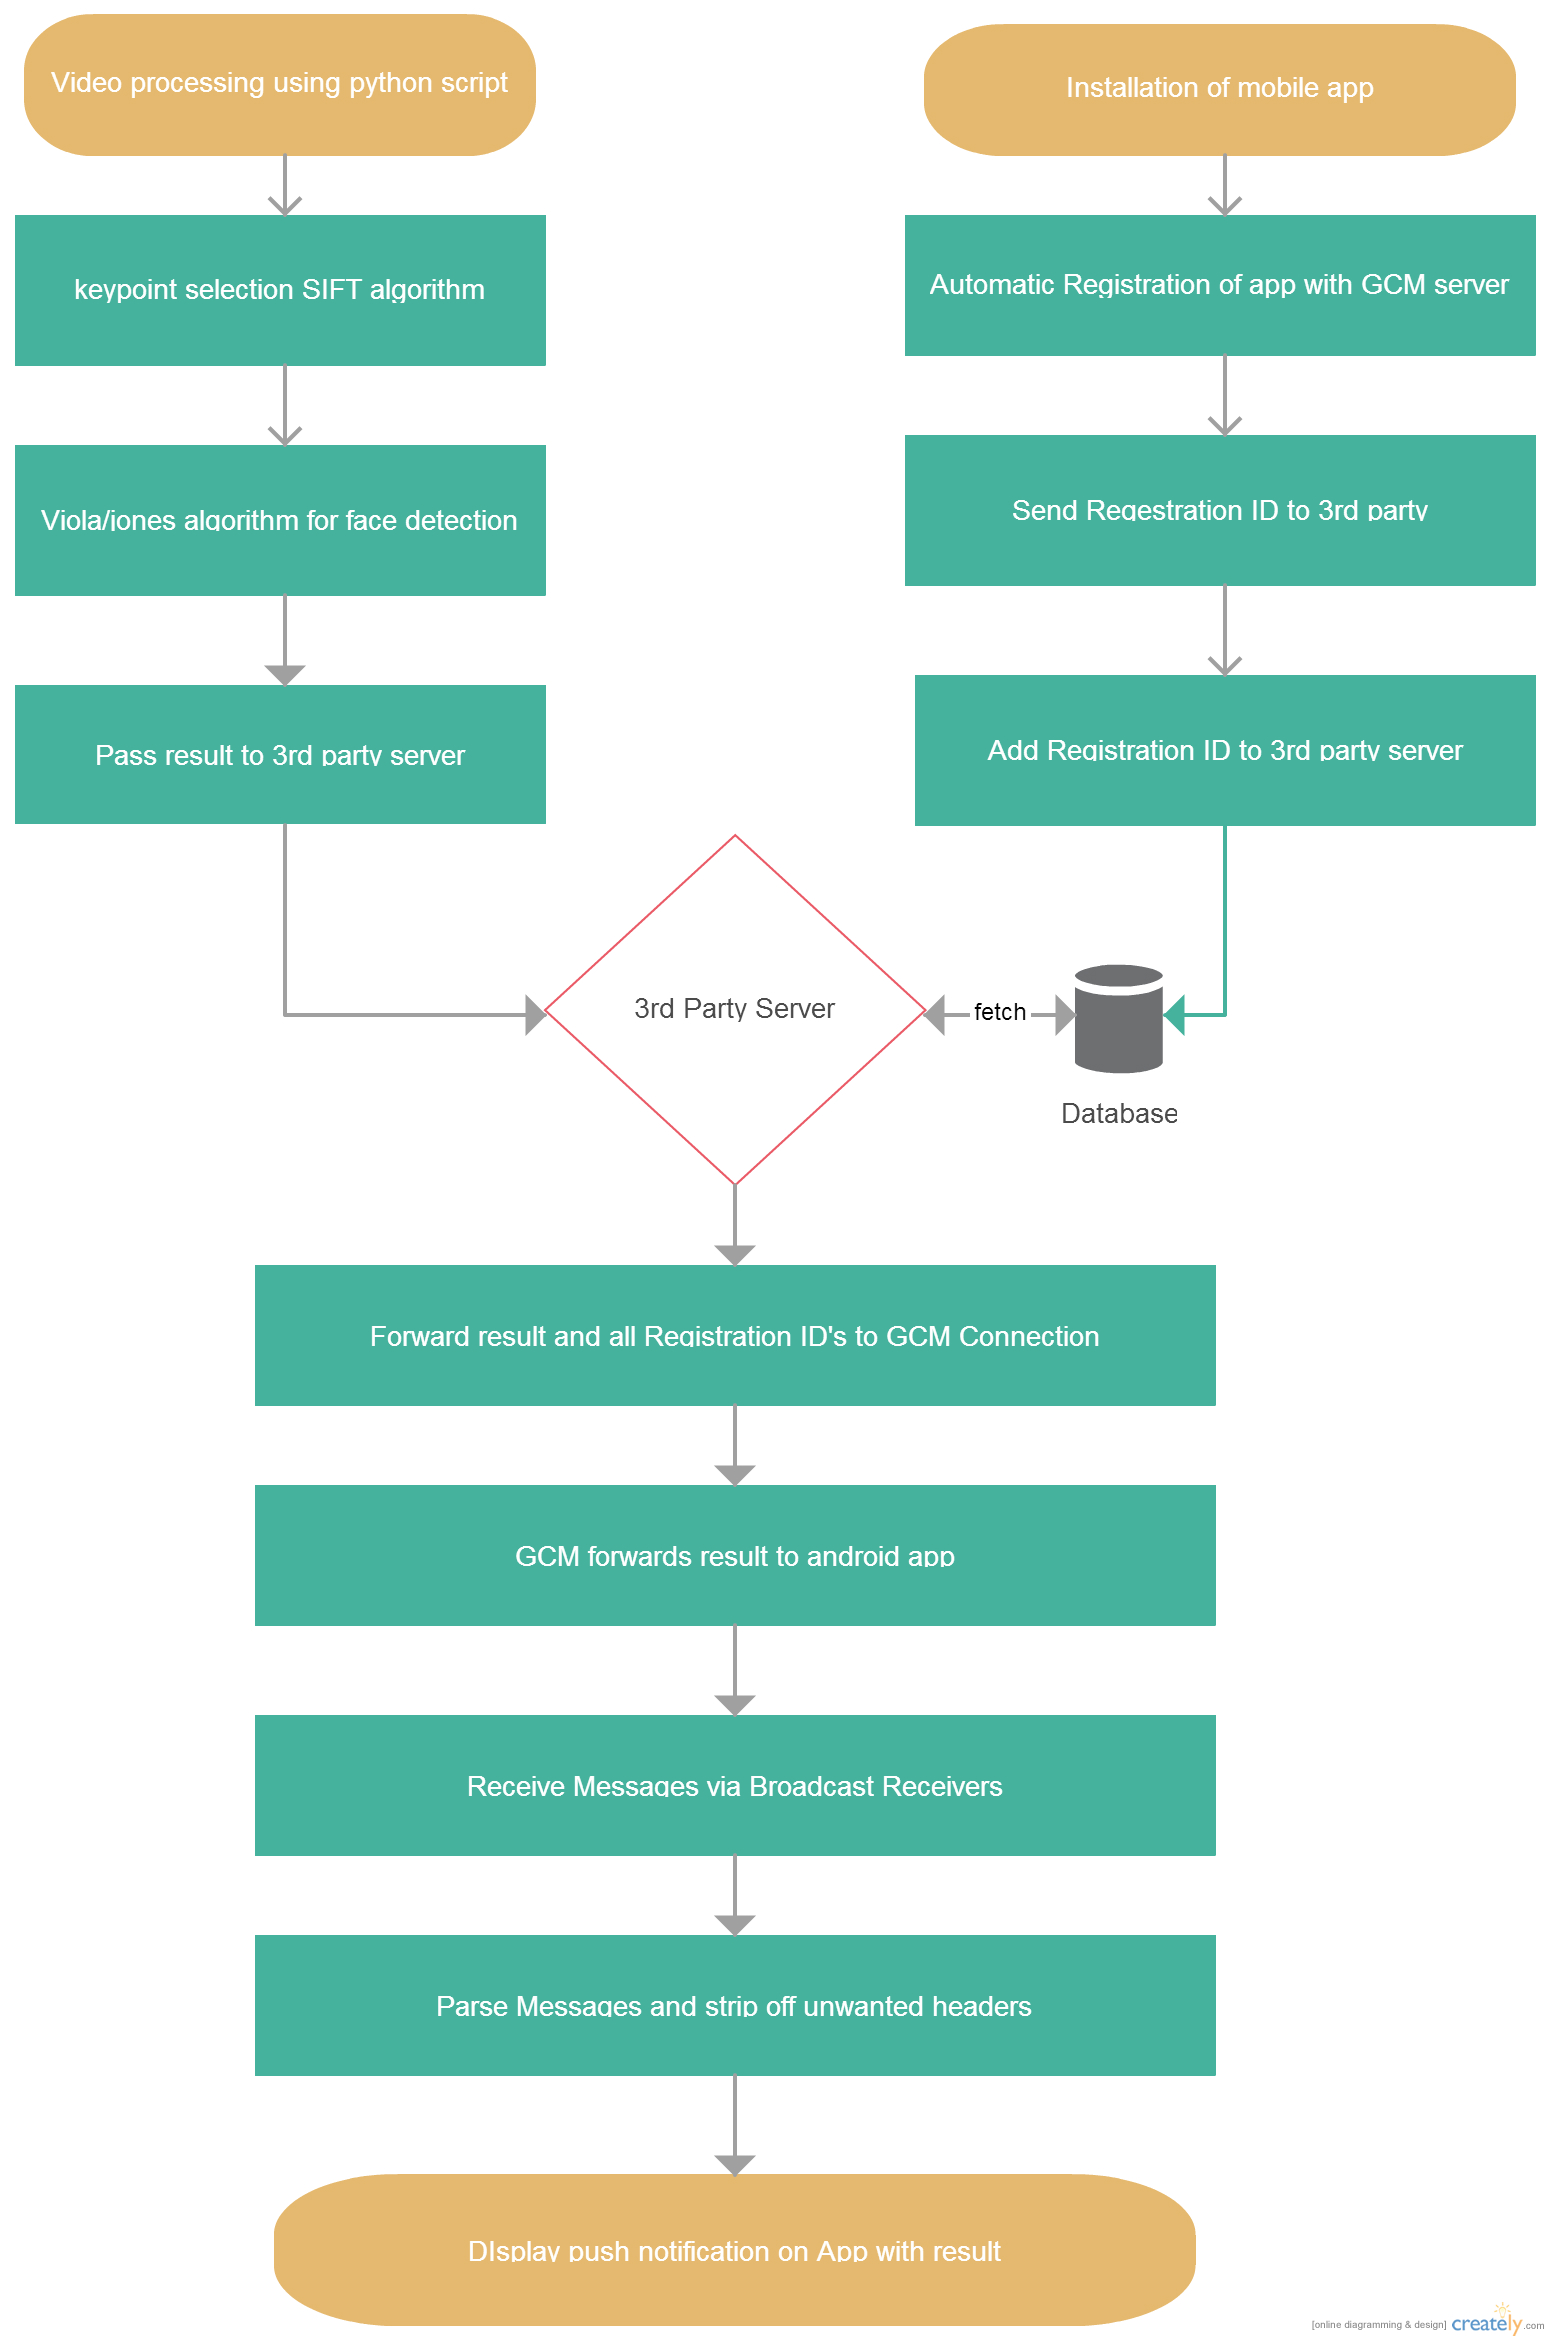 Video processing using python script
keypoint selection SIFT algorithm
Viola/jones algorithm for face detection
Pass result to 3rd party server
Installation of mobile app
Automatic Registration of app with GCM server
Send Regestration ID to 3rd party
Add Registration ID to 3rd party server
3rd Party Server
fetch
Database
Forward result and all Registration ID's to GCM Connection
GCM forwards result to android app
Receive Messages via Broadcast Receivers
Parse Messages and strip off unwanted headers
DIsplay push notification on App with result
[online diagramming & design] creately.com